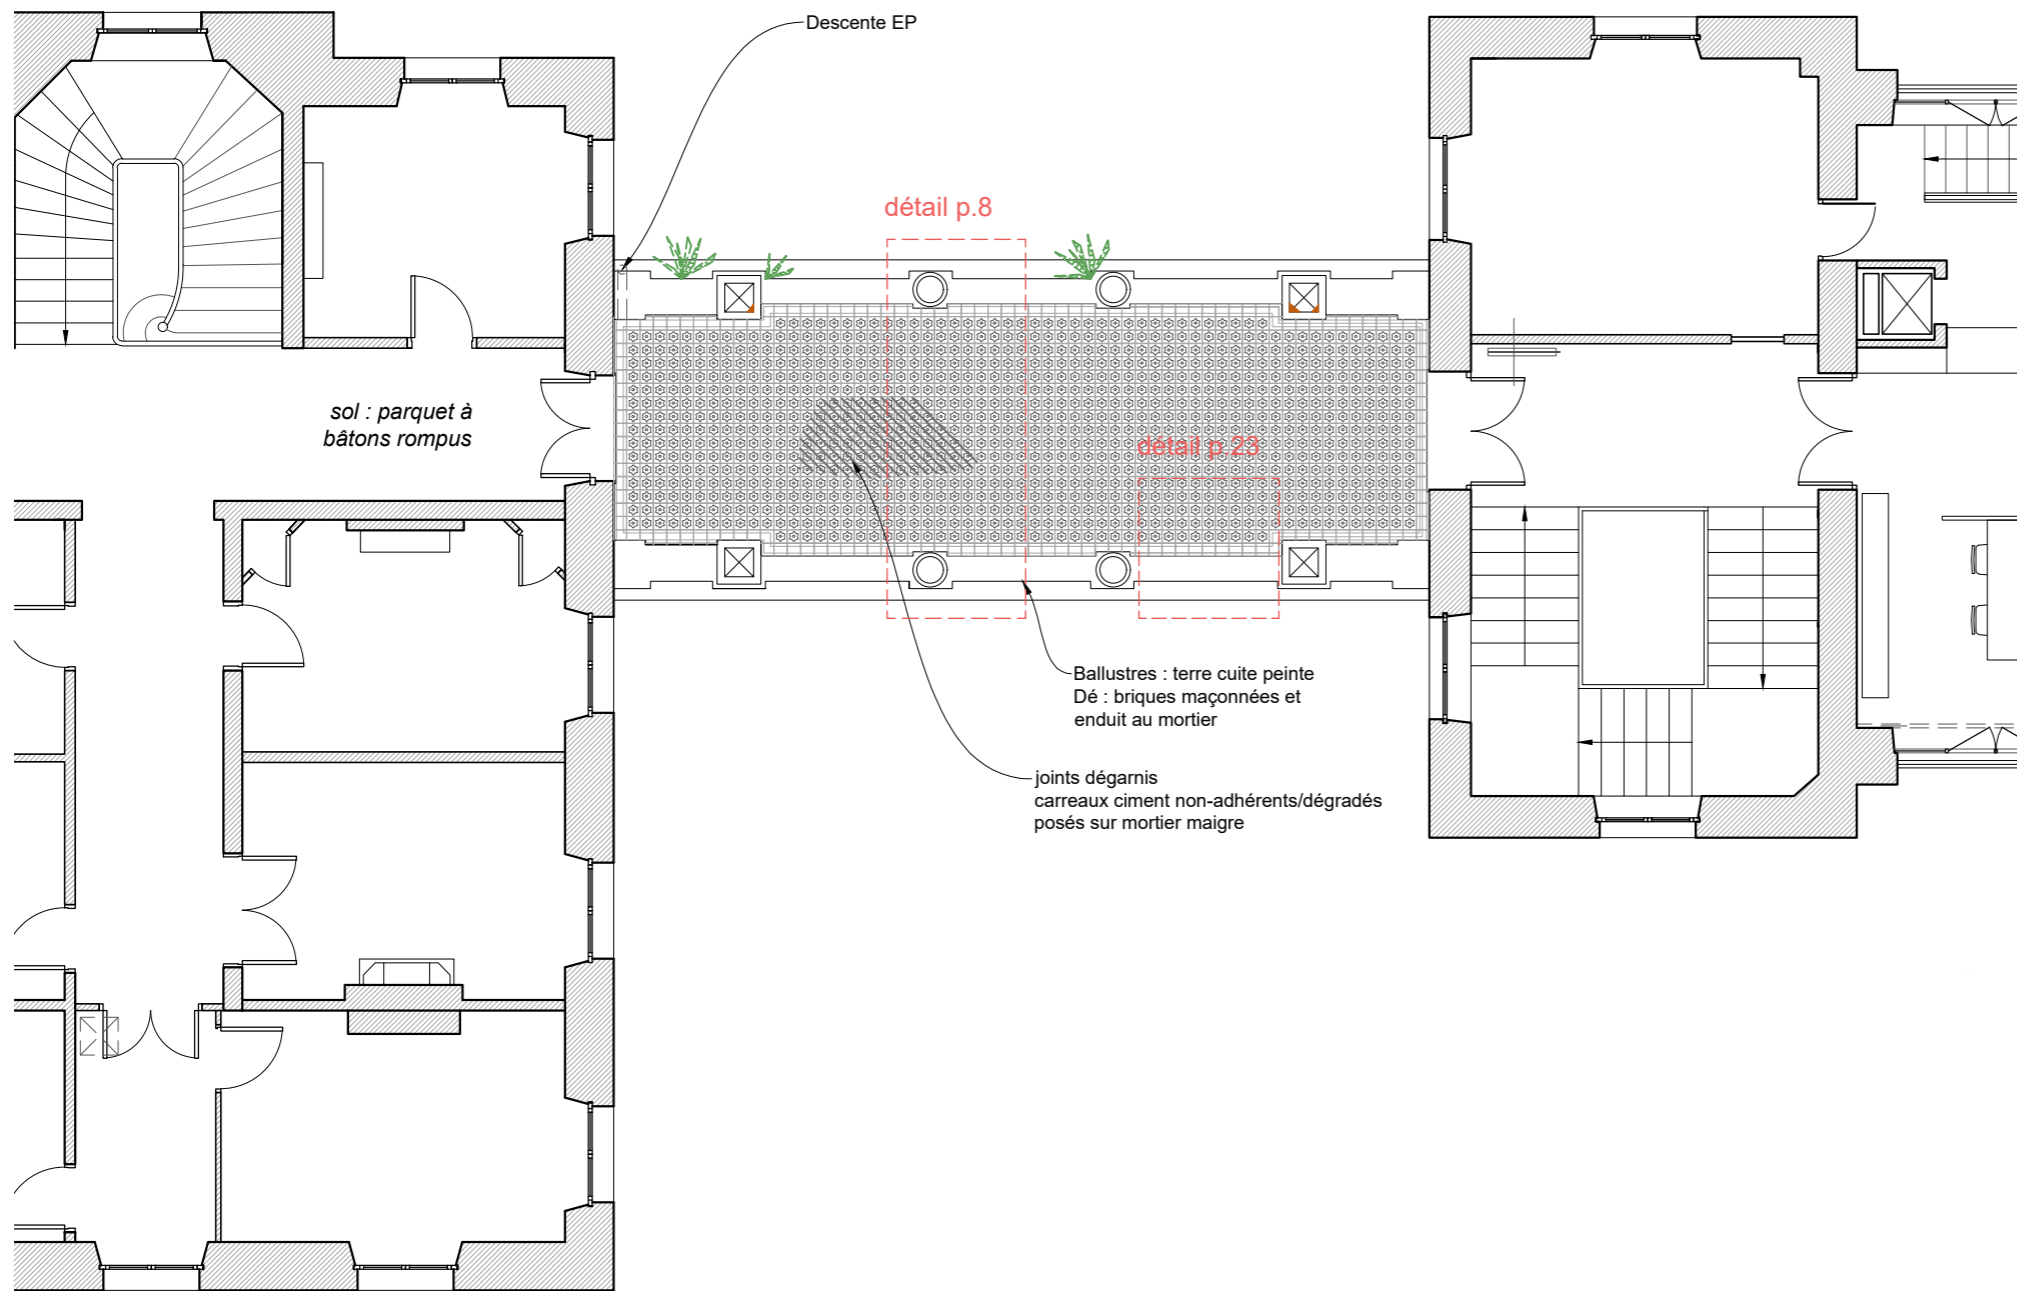 Descente EP
détail p.8
sol : parquet à
bâtons rompus
détail p.23
Ballustres : terre cuite peinte
Dé : briques maçonnées et
enduit au mortier
joints dégarnis
carreaux ciment non-adhérents/dégradés
posés sur mortier maigre